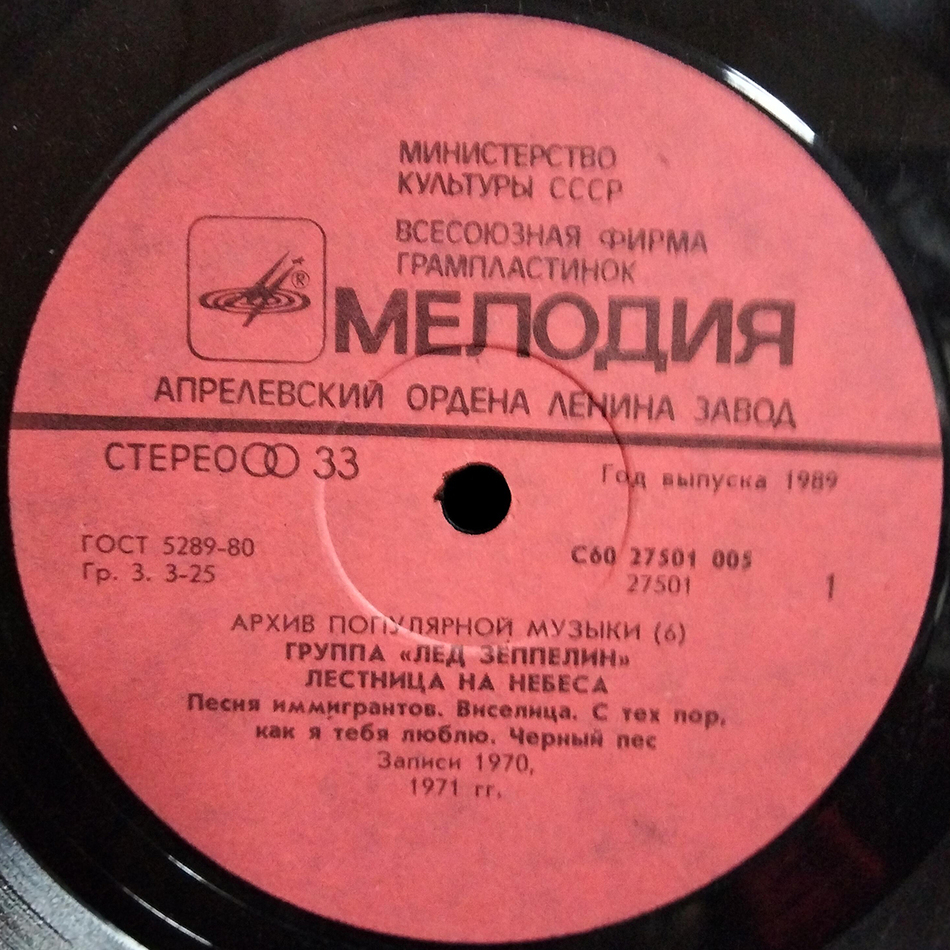 МИНИСТЕРСТВО
КУЛЬТУРЫ СССР
ВСЕСОЮЗНАЯ ФИРМА
ГРАМПЛАСТИНОК
®
МЕЛОДИЯ
АПРЕЛЕВСКИЙ ОРДЕНА ЛЕНИНА ЗАВОД
СТЕРЕО 33
Год выпуска 1989
ГОСТ 5289-80
Гр. 3. 3-25
С60 27501 005
27501
1
АРХИВ ПОПУЛЯРНОЙ МУЗЫКИ (6)
ГРУППА «ЛЕД ЗЕППЕЛИН»
ЛЕСТНИЦА НА НЕБЕСА
Песня иммигрантов. Виселица. С тех пор,
как я тебя люблю. Черный пес
Записи 1970,
1971 гг.